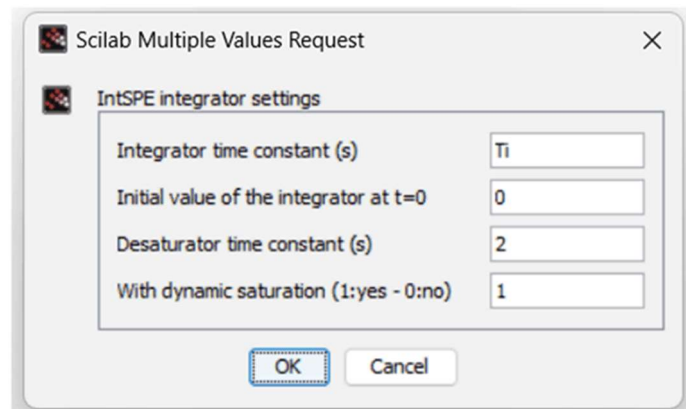 Scilab Multiple Values Request
IntSPE integrator settings
Integrator time constant (s) Ti
Initial value of the integrator at t=0 0
Desaturator time constant (s) 2
With dynamic saturation (1:yes - 0:no) 1
OK Cancel